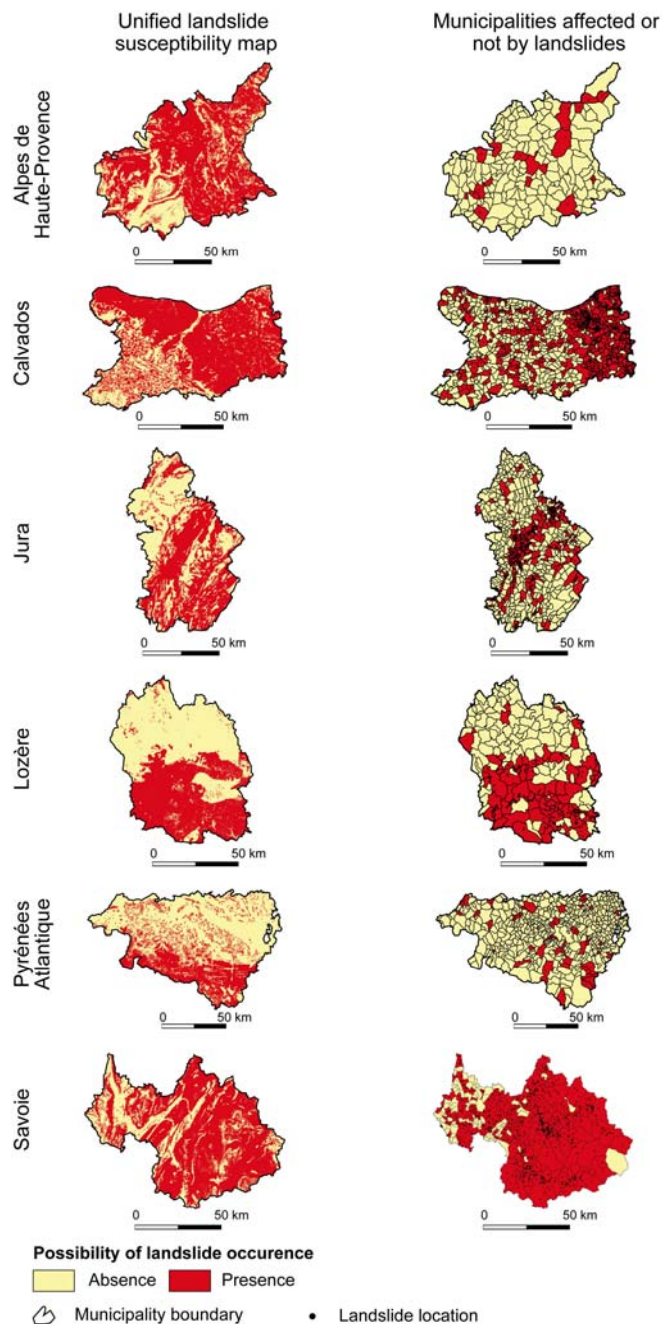 Unified landslide
susceptibility map
Municipalities affected or
not by landslides
Alpes de
Haute-Provence
0 50 km
0 50 km
Calvados
0 50 km
0 50 km
Jura
0 50 km
0 50 km
Lozère
0 50 km
0 50 km
Pyrénées
Atlantique
0 50 km
0 50 km
Savoie
0 50 km
0 50 km
Possibility of landslide occurence
Absence Presence
Municipality boundary Landslide location